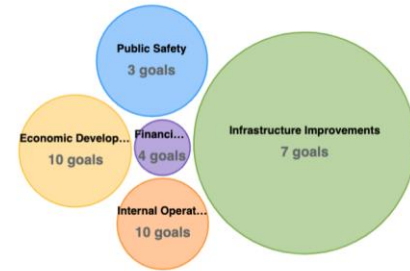 Public Safety
3 goals
Infrastructure Improvements
7 goals
Economic Develop...
10 goals
Financi...
4 goals
Internal Operat...
10 goals